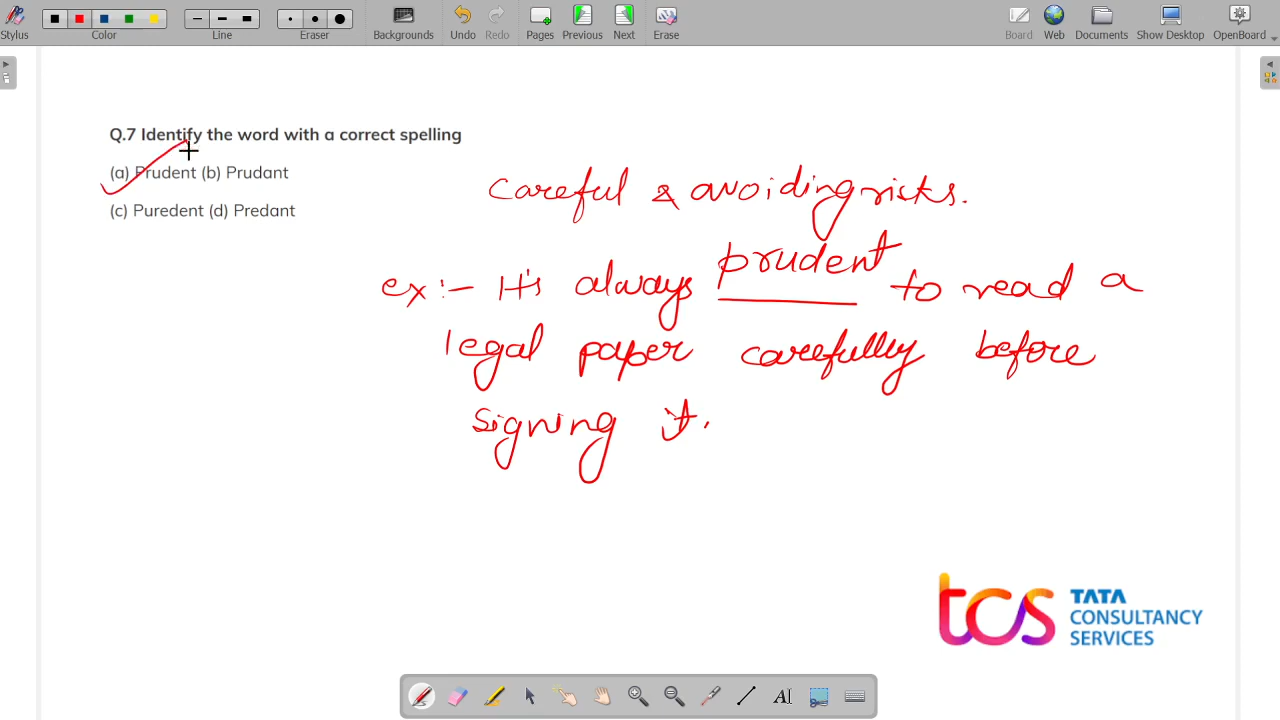 Stylus
Color
Line
Eraser
Backgrounds
Undo
Redo
Pages
Previous
Next
Erase
Board
Web
Documents
Show Desktop
OpenBoard
Q.7 Identify the word with a correct spelling
(a) Prudent (b) Prudant
(c) Puredent (d) Predant
Careful & avoiding risks.
ex:- It's always prudent to read a
legal paper carefully before
signing it.
tcs TATA
CONSULTANCY
SERVICES